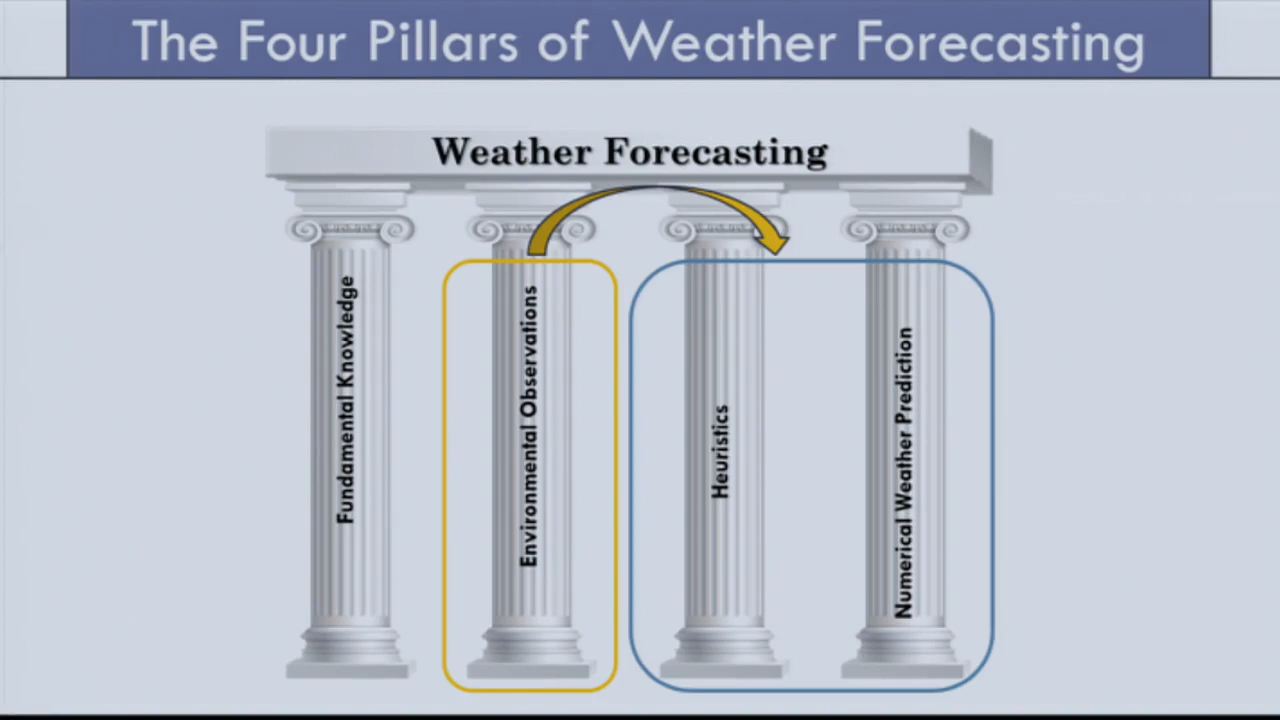 The Four Pillars of Weather Forecasting
Weather Forecasting
Fundamental Knowledge
Environmental Observations
Heuristics
Numerical Weather Prediction